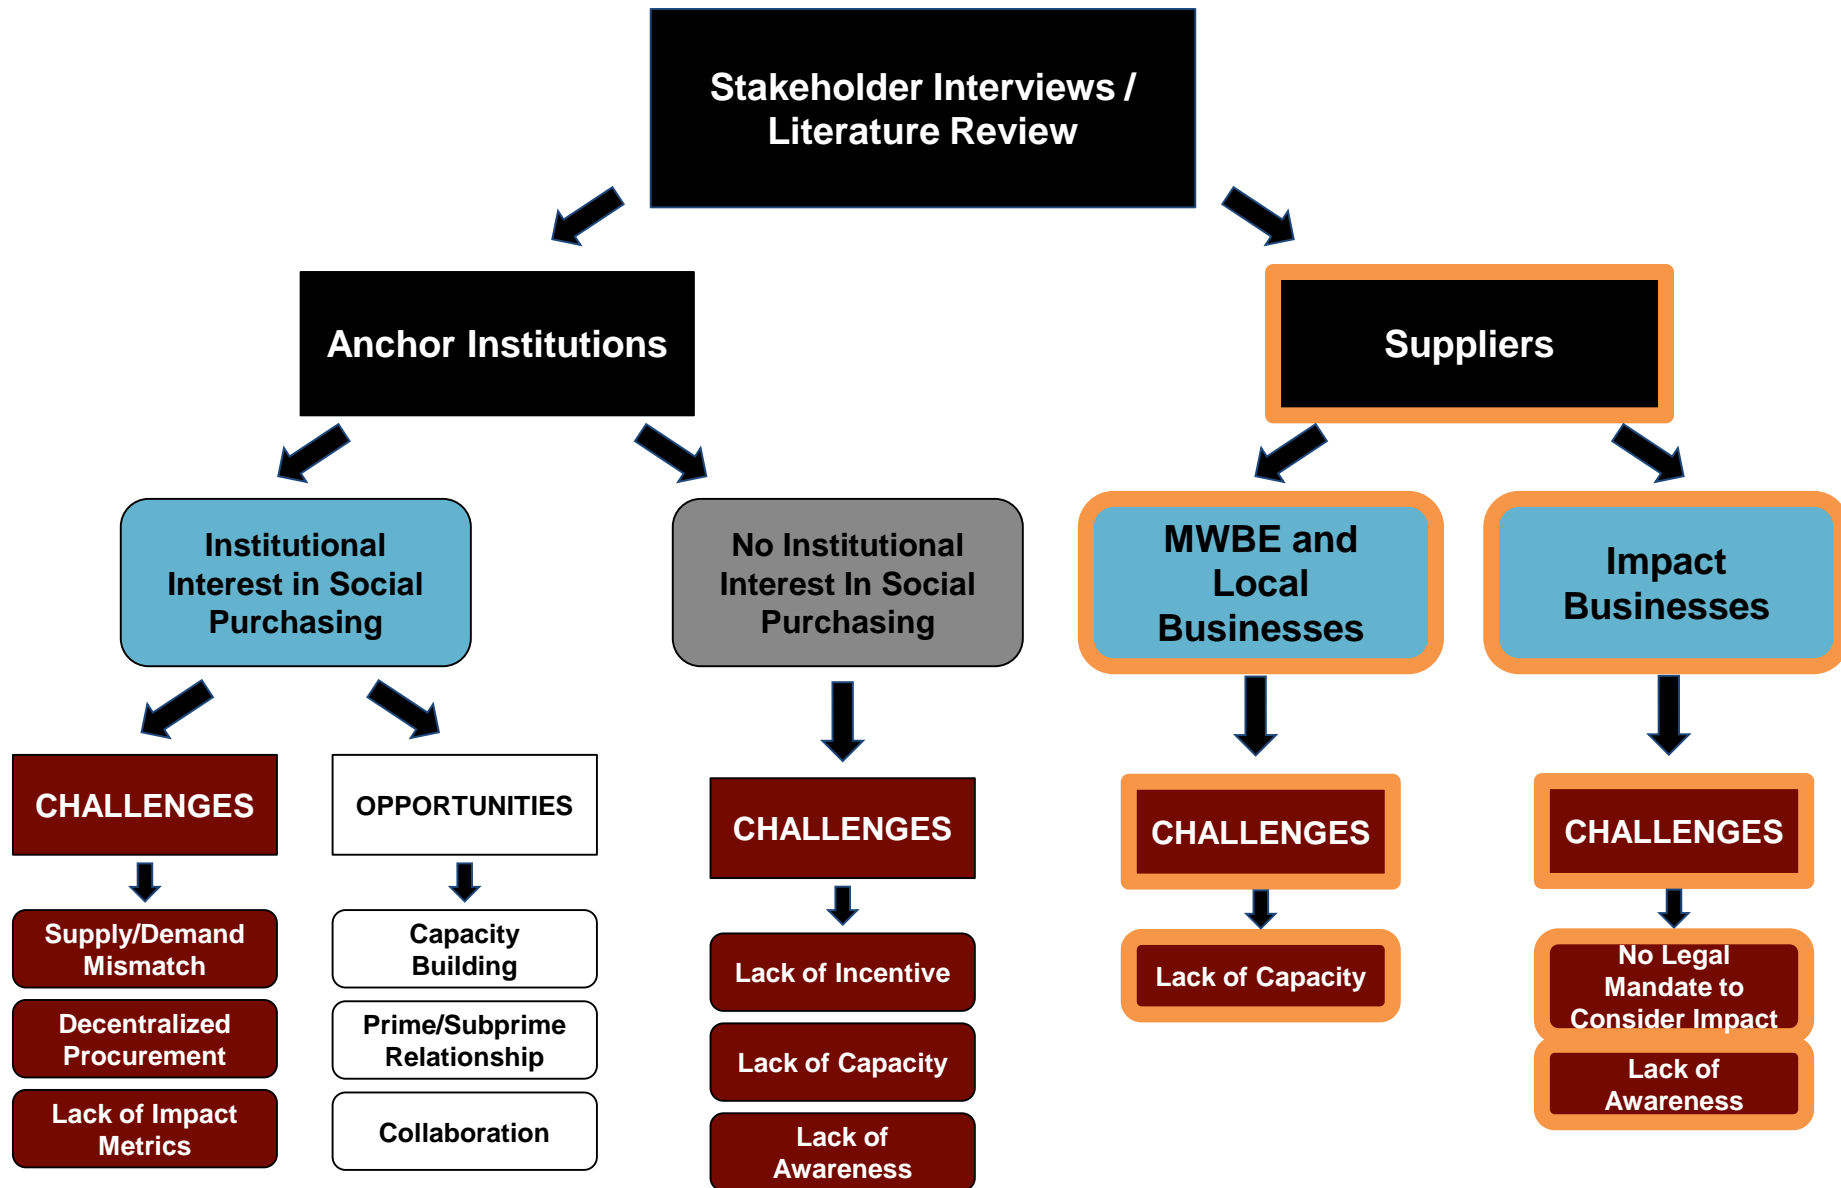 Stakeholder Interviews /
Literature Review
Anchor Institutions
Suppliers
Institutional
Interest in Social
Purchasing
No Institutional
Interest In Social
Purchasing
MWBE and
Local
Businesses
Impact
Businesses
CHALLENGES
OPPORTUNITIES
CHALLENGES
CHALLENGES
CHALLENGES
Supply/Demand
Mismatch
Decentralized
Procurement
Lack of Impact
Metrics
Capacity
Building
Prime/Subprime
Relationship
Collaboration
Lack of Incentive
Lack of Capacity
Lack of
Awareness
Lack of Capacity
No Legal
Mandate to
Consider Impact
Lack of
Awareness